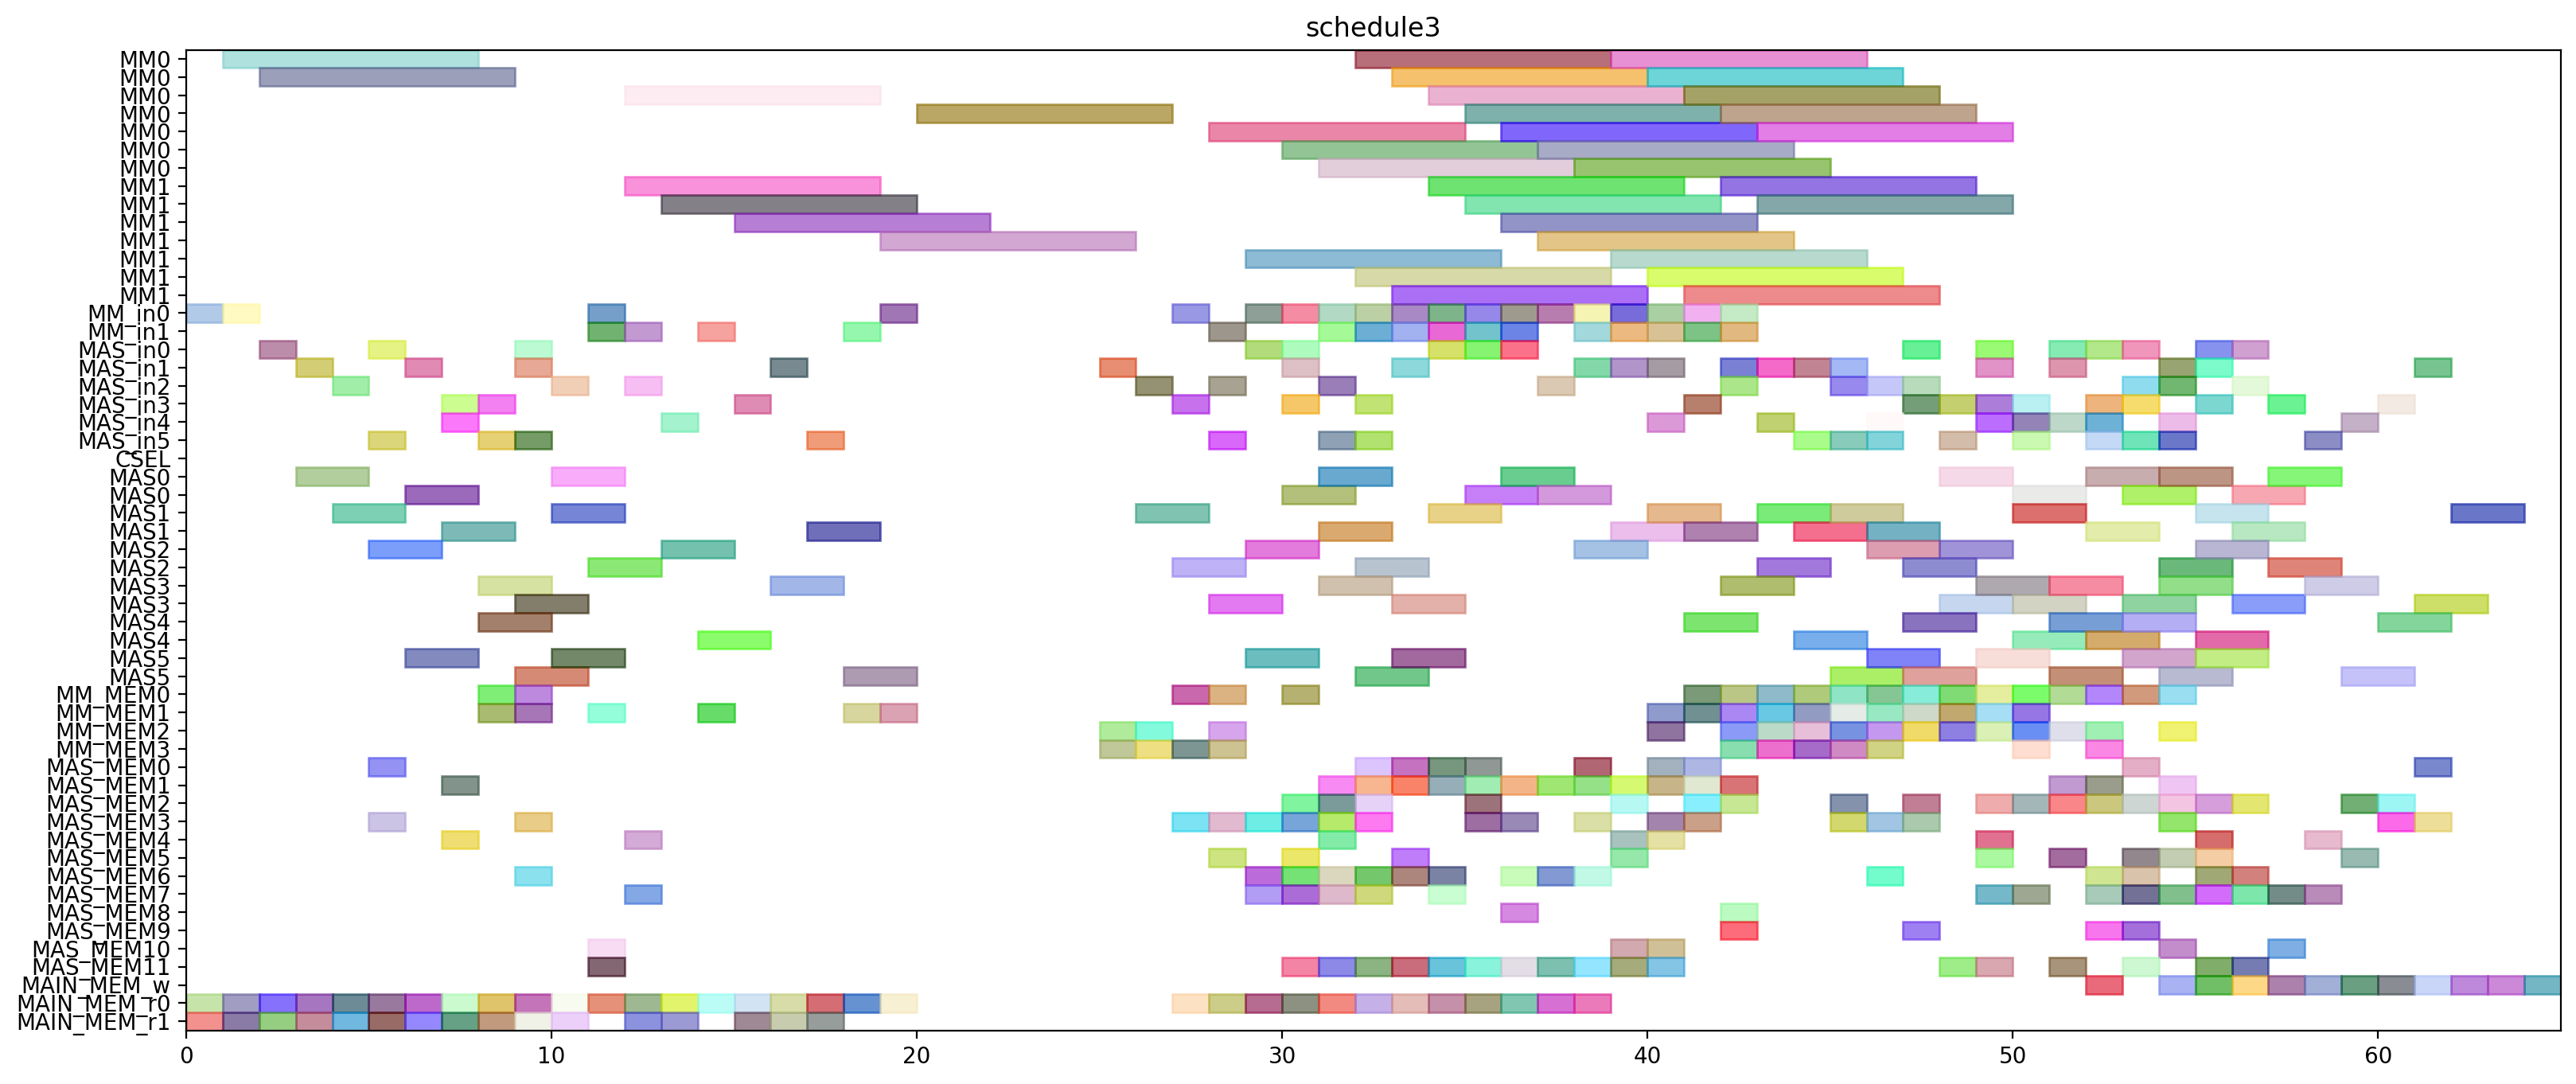 schedule3
MM0
MM0
MM0
MM0
MM0
MM0
MM0
MM1
MM1
MM1
MM1
MM1
MM1
MM1
MM_in0
MM_in1
MAS_in0
MAS_in1
MAS_in2
MAS_in3
MAS_in4
MAS_in5
CSEL
MAS0
MAS0
MAS1
MAS1
MAS2
MAS2
MAS3
MAS3
MAS4
MAS4
MAS5
MAS5
MM_MEM0
MM_MEM1
MM_MEM2
MM_MEM3
MAS_MEM0
MAS_MEM1
MAS_MEM2
MAS_MEM3
MAS_MEM4
MAS_MEM5
MAS_MEM6
MAS_MEM7
MAS_MEM8
MAS_MEM9
MAS_MEM10
MAS_MEM11
MAIN_MEM_w
MAIN_MEM_r0
MAIN_MEM_r1
0 10 20 30 40 50 60